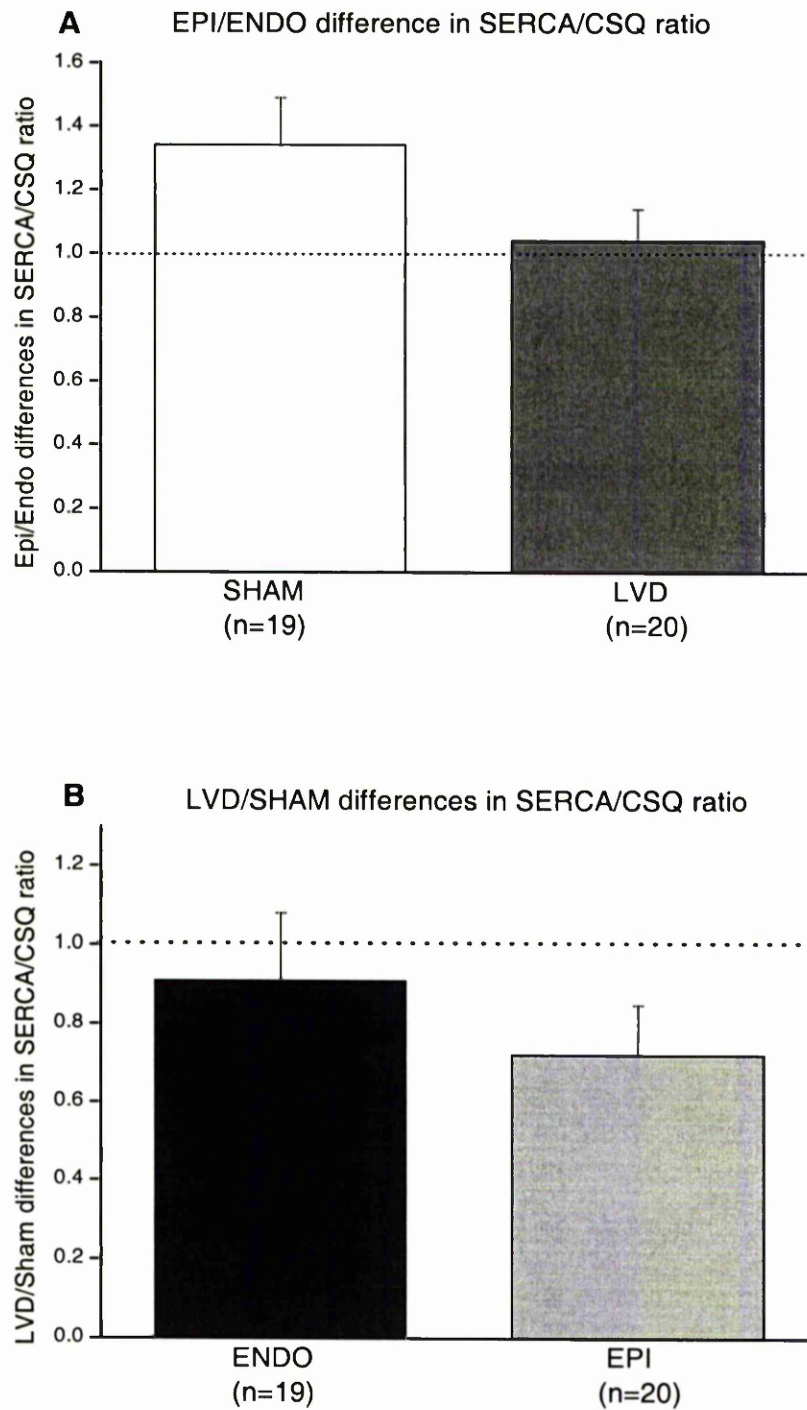 A EPI/ENDO difference in SERCA/CSQ ratio
Epi/Endo differences in SERCA/CSQ ratio
1.6
1.4
1.2
1.0
0.8
0.6
0.4
0.2
0.0
SHAM LVD
(n=19) (n=20)
B LVD/SHAM differences in SERCA/CSQ ratio
LVD/Sham differences in SERCA/CSQ ratio
1.2
1.0
0.8
0.6
0.4
0.2
0.0
ENDO EPI
(n=19) (n=20)